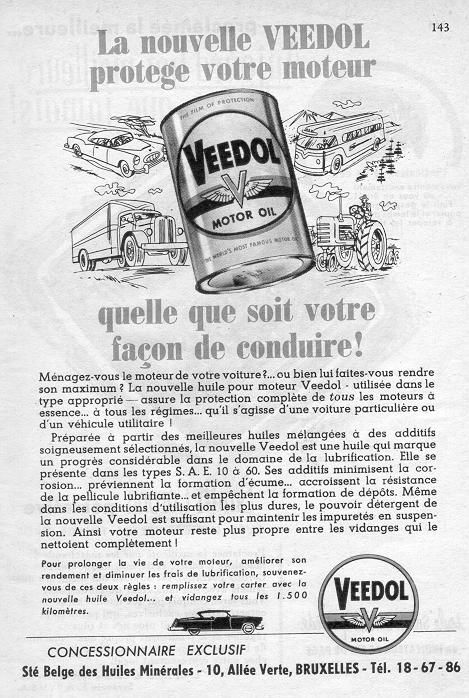 143
La nouvelle VEEDOL
protege votre moteur
THE FILM OF PROTECTION
VEEDOL
V
MOTOR OIL
THE WORLD'S MOST FAMOUS MOTOR OIL
quelle que soit votre
façon de conduire!
Ménagez-vous le moteur de votre voiture?... ou bien lui faites-vous rendre
son maximum ? La nouvelle huile pour moteur Veedol - utilisée dans le
type approprié — assure la protection complète de tous les moteurs à
essence... à tous les régimes... qu'il s'agisse d'une voiture particulière ou
d'un véhicule utilitaire !
Préparée à partir des meilleures huiles mélangées à des additifs
soigneusement sélectionnés, la nouvelle Veedol est une huile qui marque
un progrès considérable dans le domaine de la lubrification. Elle se
présente dans les types S. A. E. 10 à 60. Ses additifs minimisent la cor-
rosion... préviennent la formation d'écume... accroissent la résistance
de la pellicule lubrifiante... et empêchent la formation de dépôts. Même
dans les conditions d'utilisation les plus dures, le pouvoir détergent de
la nouvelle Veedol est suffisant pour maintenir les impuretés en suspen-
sion. Ainsi votre moteur reste plus propre entre les vidanges qui le
nettoient complètement !
Pour prolonger la vie de votre moteur, améliorer son
rendement et diminuer les frais de lubrification, souvenez-
vous de ces deux règles : remplissez votre carter avec la
nouvelle huile Veedol... et vidangez tous les 1.500
kilomètres.
VEEDOL
V
MOTOR OIL
CONCESSIONNAIRE EXCLUSIF
Sté Belge des Huiles Minérales - 10, Allée Verte, BRUXELLES - Tél. 18-67-86